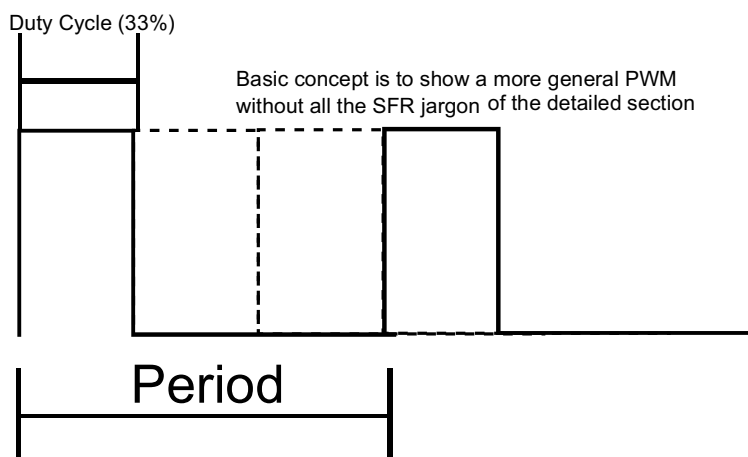 Duty Cycle (33%)
Basic concept is to show a more general PWM
without all the SFR jargon of the detailed section
Period